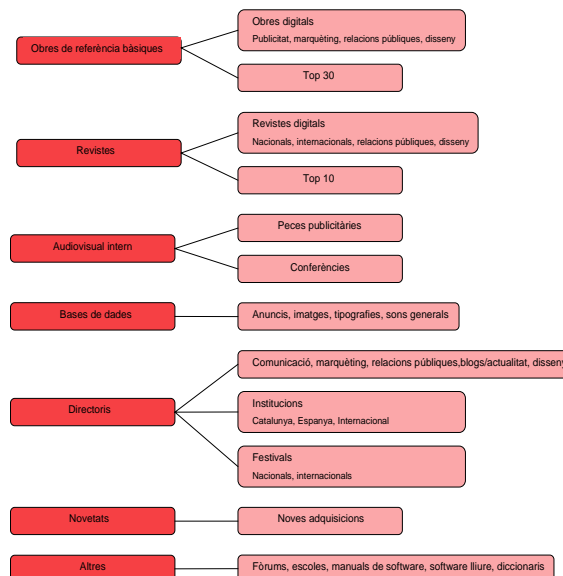 Obres de referència bàsiques
Obres digitals
Publicitat, marquèting, relacions públiques, disseny
Top 30
Revistes
Revistes digitals
Nacionals, internacionals, relacions públiques, disseny
Top 10
Audiovisual intern
Peces publicitàries
Conferències
Bases de dades
Anuncis, imatges, tipografies, sons generals
Directoris
Comunicació, marquèting, relacions públiques,blogs/actualitat, disseny
Institucions
Catalunya, Espanya, Internacional
Festivals
Nacionals, internacionals
Novetats
Noves adquisicions
Altres
Fòrums, escoles, manuals de software, software lliure, diccionaris